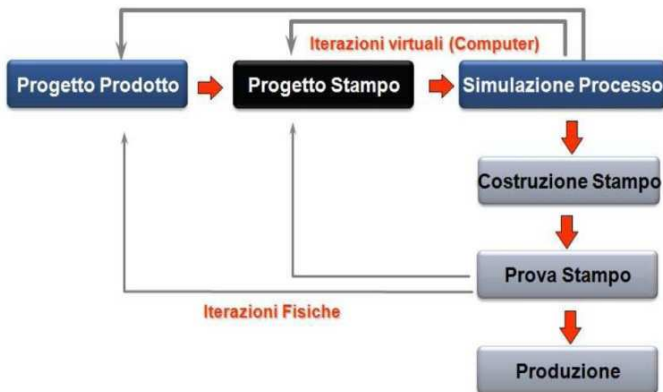 Iterazioni virtuali (Computer)
Progetto Prodotto
Progetto Stampo
Simulazione Processo
Costruzione Stampo
Prova Stampo
Iterazioni Fisiche
Produzione